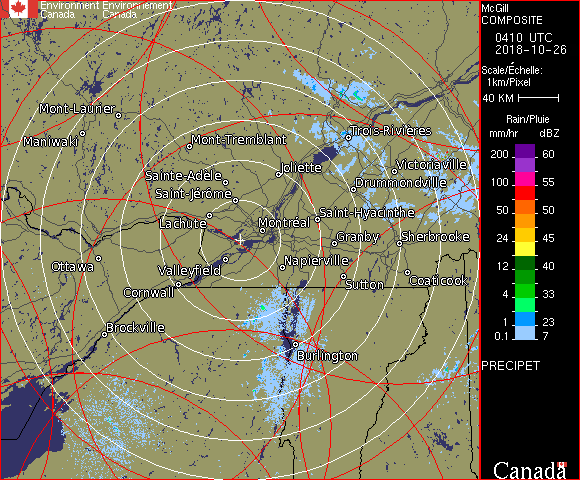 Environment Environnement
Canada Canada
McGill
COMPOSITE
0410 UTC
2018-10-26
Scale/Échelle:
1km/Pixel
40 KM
Rain/Pluie
mm/hr dBZ
200 60
100 55
50 50
24 45
12 40
4 33
1 23
0.1 7
PRECIPET
Canada
Mont-Laurier
Maniwaki
Mont-Tremblant
Trois-Rivières
Sainte-Adèle
Joliette
Victoriaville
Saint-Jérôme
Drummondville
Lachute
Montréal
Saint-Hyacinthe
Granby
Sherbrooke
Ottawa
Valleyfield
Napierville
Cornwall
Sutton
Coaticook
Brockville
Burlington